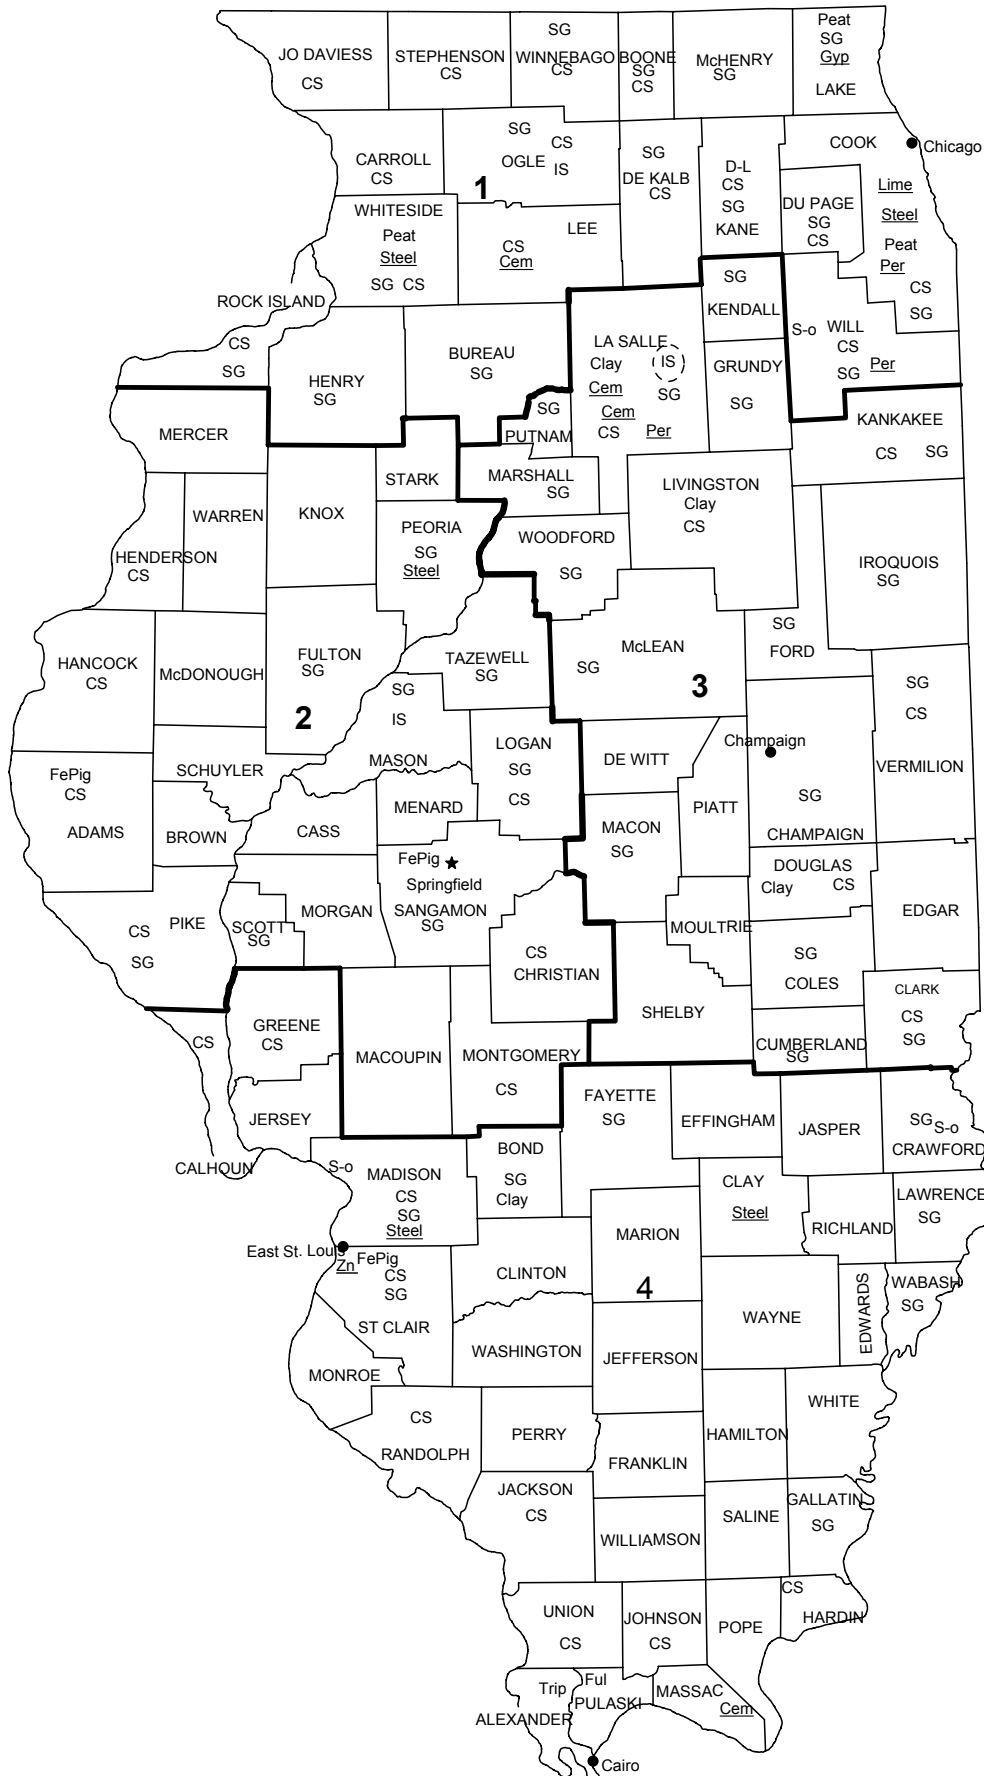 JO DAVIESS
CS
STEPHENSON
CS
SG
WINNEBAGO
CS
BOONE
SG
CS
McHENRY
SG
Peat
SG
Gyp
LAKE
CARROLL
CS
SG
CS
OGLE
IS
1
SG
DE KALB
CS
D-L
CS
SG
KANE
COOK
Chicago
Lime
Steel
Peat
Per
CS
SG
DU PAGE
SG
CS
WHITESIDE
Peat
Steel
SG CS
LEE
CS
Cem
ROCK ISLAND
CS
SG
HENRY
SG
BUREAU
SG
SG
PUTNAM
LA SALLE
Clay
IS
Cem
SG
Cem
CS
Per
SG
KENDALL
GRUNDY
SG
S-o
WILL
CS
SG
Per
KANKAKEE
CS
SG
MERCER
STARK
MARSHALL
SG
LIVINGSTON
Clay
CS
HENDERSON
CS
WARREN
KNOX
PEORIA
SG
Steel
WOODFORD
SG
IROQUOIS
SG
HANCOCK
CS
McDONOUGH
FULTON
SG
2
TAZEWELL
SG
SG
McLEAN
3
SG
FORD
SG
IS
MASON
LOGAN
SG
CS
DE WITT
Champaign
SG
CHAMPAIGN
SG
CS
VERMILION
FePig
CS
ADAMS
SCHUYLER
BROWN
CASS
MENARD
MACON
SG
PIATT
FePig
Springfield
SANGAMON
SG
DOUGLAS
Clay
CS
EDGAR
CS
PIKE
SG
SCOTT
SG
MORGAN
CS
CHRISTIAN
MOULTRIE
SG
COLES
CLARK
CS
SG
SHELBY
CUMBERLAND
SG
CS
CALHOUN
GREENE
CS
JERSEY
MACOUPIN
MONTGOMERY
CS
FAYETTE
SG
EFFINGHAM
JASPER
SG
S-o
CRAWFORD
S-o
MADISON
CS
SG
Steel
BOND
SG
Clay
CLAY
Steel
RICHLAND
LAWRENCE
SG
MARION
4
East St. Louis
Zn
FePig
CS
SG
ST CLAIR
CLINTON
WAYNE
EDWARDS
WABASH
SG
MONROE
WASHINGTON
JEFFERSON
CS
RANDOLPH
PERRY
FRANKLIN
HAMILTON
WHITE
JACKSON
CS
WILLIAMSON
SALINE
GALLATIN
SG
UNION
CS
JOHNSON
CS
POPE
CS
HARDIN
Trip
ALEXANDER
Ful
PULASKI
MASSAC
Cem
Cairo